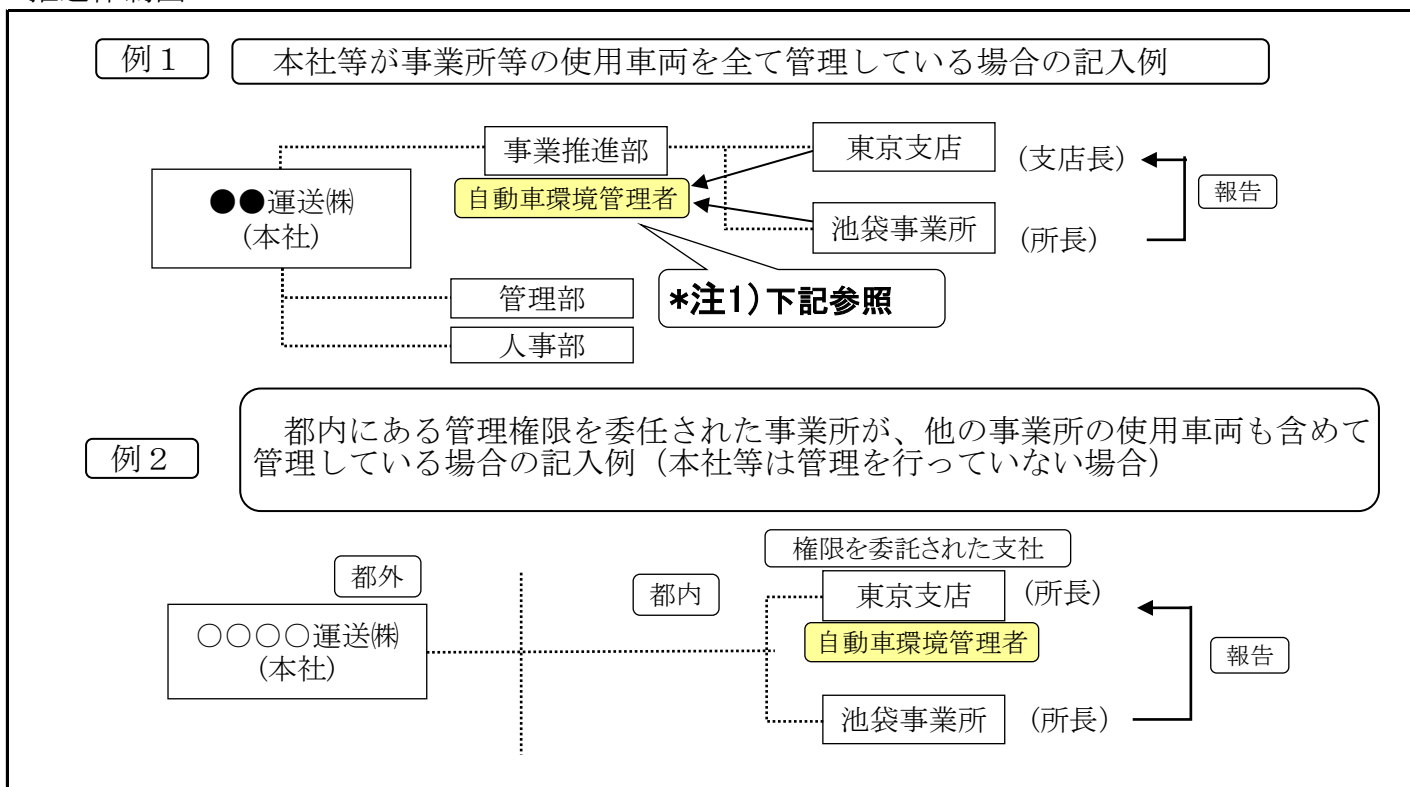 例１
本社等が事業所等の使用車両を全て管理している場合の記入例
事業推進部
東京支店
(支店長)
自動車環境管理者
報告
●●運送㈱
(本社)
池袋事業所
(所長)
管理部
*注1)下記参照
人事部
都内にある管理権限を委任された事業所が、他の事業所の使用車両も含めて
例２
管理している場合の記入例（本社等は管理を行っていない場合）
権限を委託された支社
都外
都内
東京支店
(所長)
○○○○運送㈱
(本社)
自動車環境管理者
報告
池袋事業所
(所長)